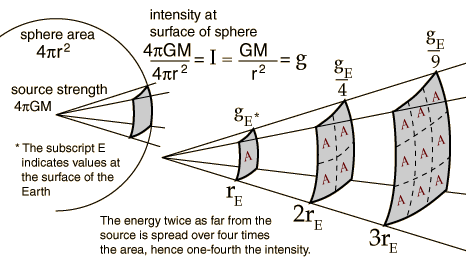 sphere area
4πr²
source strength
4πGM
* The subscript E
indicates values at
the surface of the
Earth
intensity at
surface of sphere
4πGM/4πr² = I = GM/r² = g
g_E*
g_E/4
g_E/9
A
A A
A A
A A A
A A A
A A A
r_E
2r_E
3r_E
The energy twice as far from the
source is spread over four times
the area, hence one-fourth the intensity.